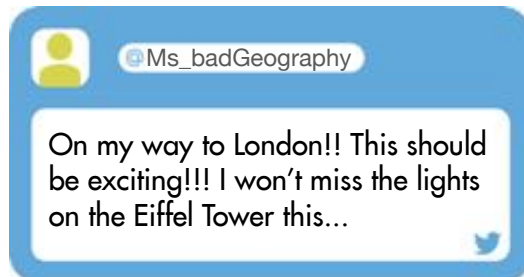 @Ms_badGeography
On my way to London!! This should
be exciting!!! I won't miss the lights
on the Eiffel Tower this...